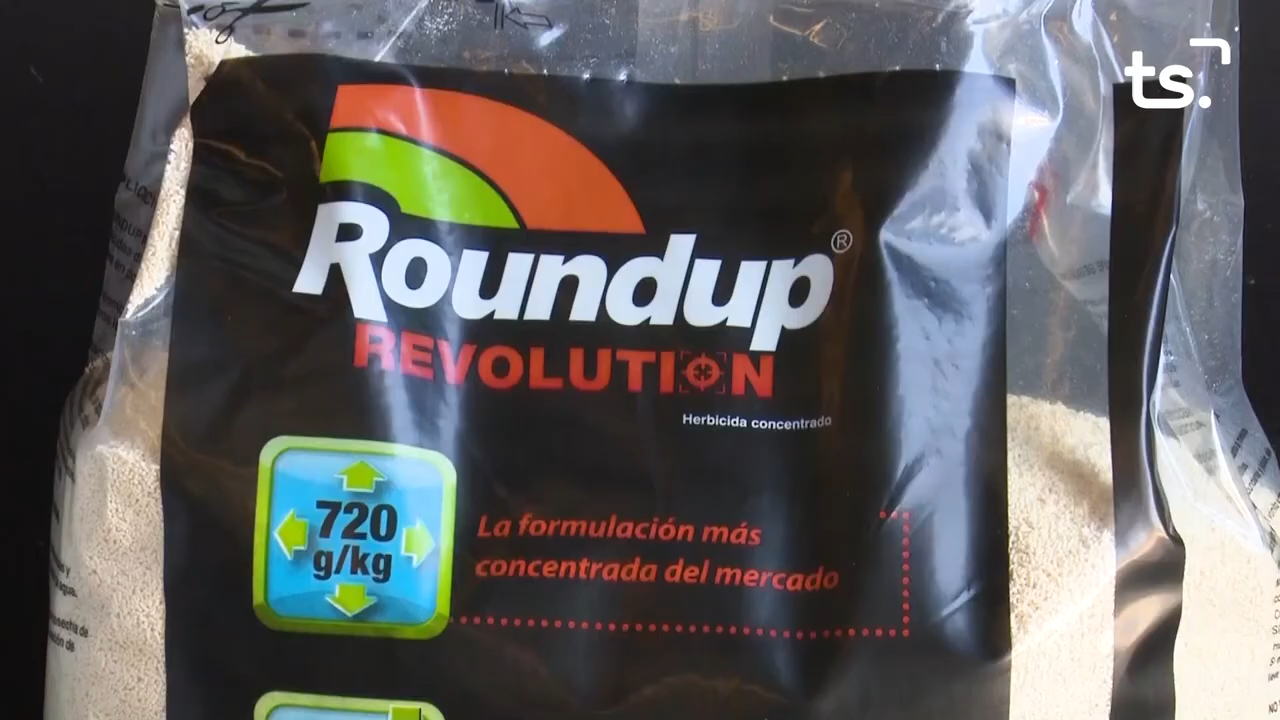 ts.
Roundup®
REVOLUTION
Herbicida concentrado
720
g/kg
La formulación más
concentrada del mercado